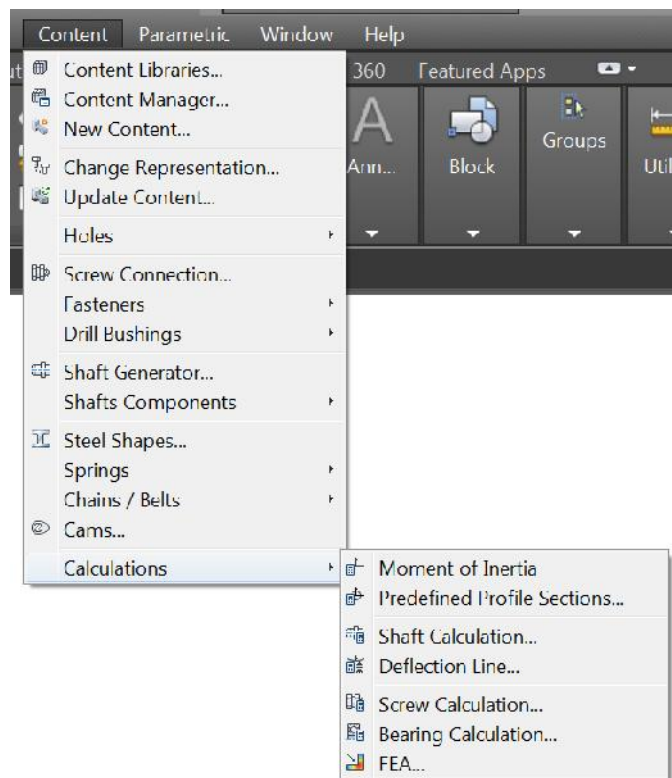 Content Parametric Window Help
360 Featured Apps
Content Libraries...
Content Manager...
New Content...
Change Representation...
Update Content...
Holes
Screw Connection...
Fasteners
Drill Bushings
Shaft Generator...
Shafts Components
Steel Shapes...
Springs
Chains / Belts
Cams...
Calculations
A
Ann...
Block
Groups
Util
Moment of Inertia
Predefined Profile Sections...
Shaft Calculation...
Deflection Line...
Screw Calculation...
Bearing Calculation...
FEA...